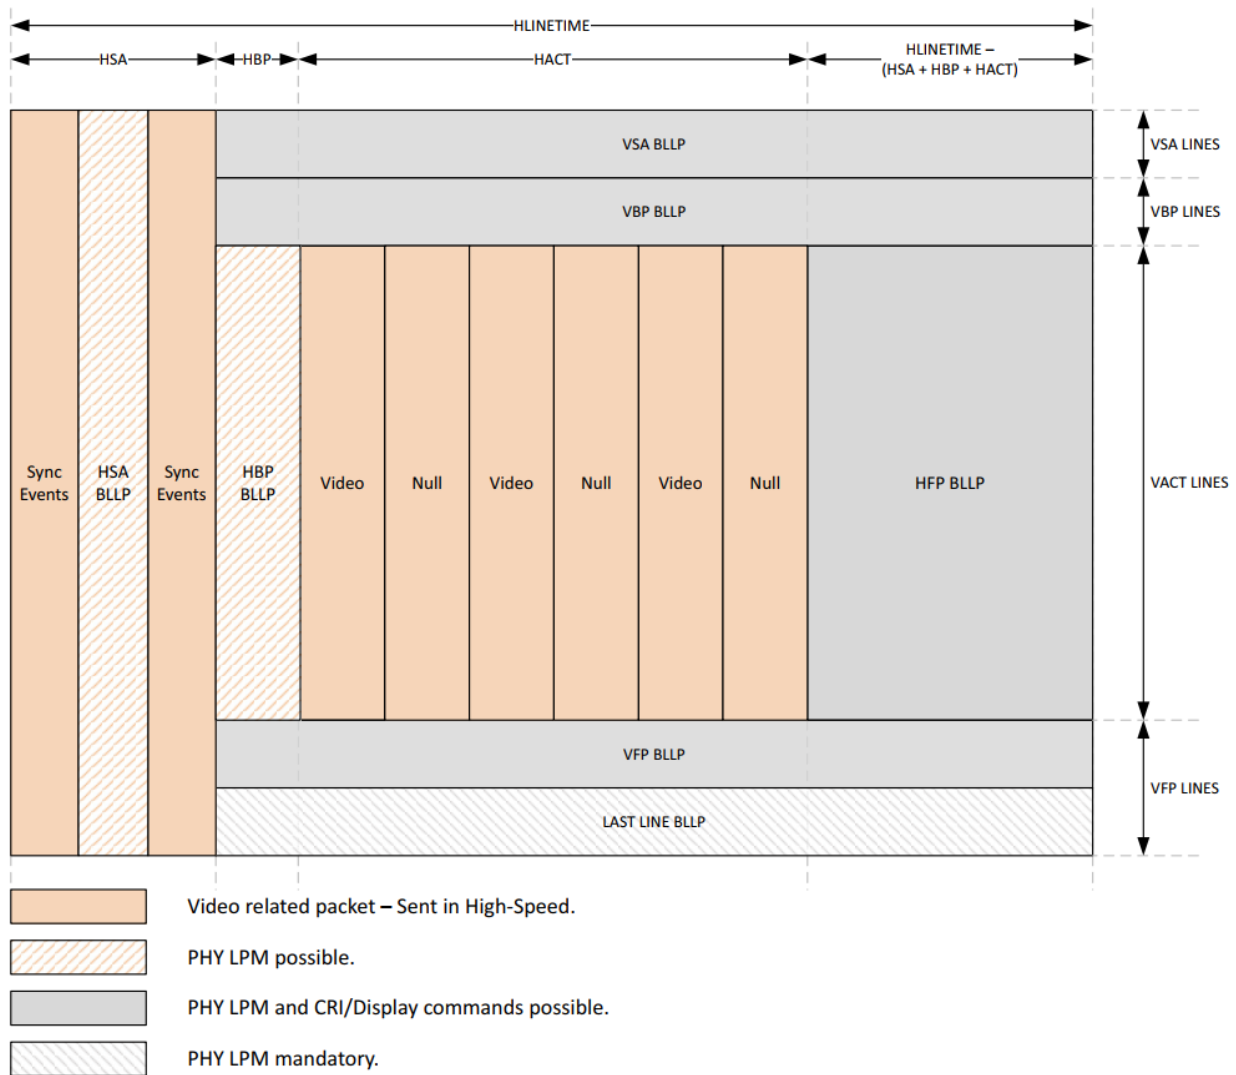 HLINETIME
HSA
HBP
HACT
HLINETIME –
(HSA + HBP + HACT)
VSA BLLP
VSA LINES
VBP BLLP
VBP LINES
Sync
Events
HSA
BLLP
Sync
Events
HBP
BLLP
Video
Null
Video
Null
Video
Null
HFP BLLP
VACT LINES
VFP BLLP
VFP LINES
LAST LINE BLLP
Video related packet – Sent in High-Speed.
PHY LPM possible.
PHY LPM and CRI/Display commands possible.
PHY LPM mandatory.